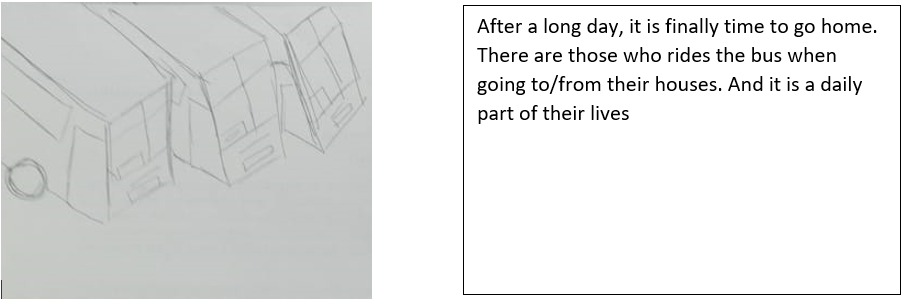 After a long day, it is finally time to go home.
There are those who rides the bus when
going to/from their houses. And it is a daily
part of their lives